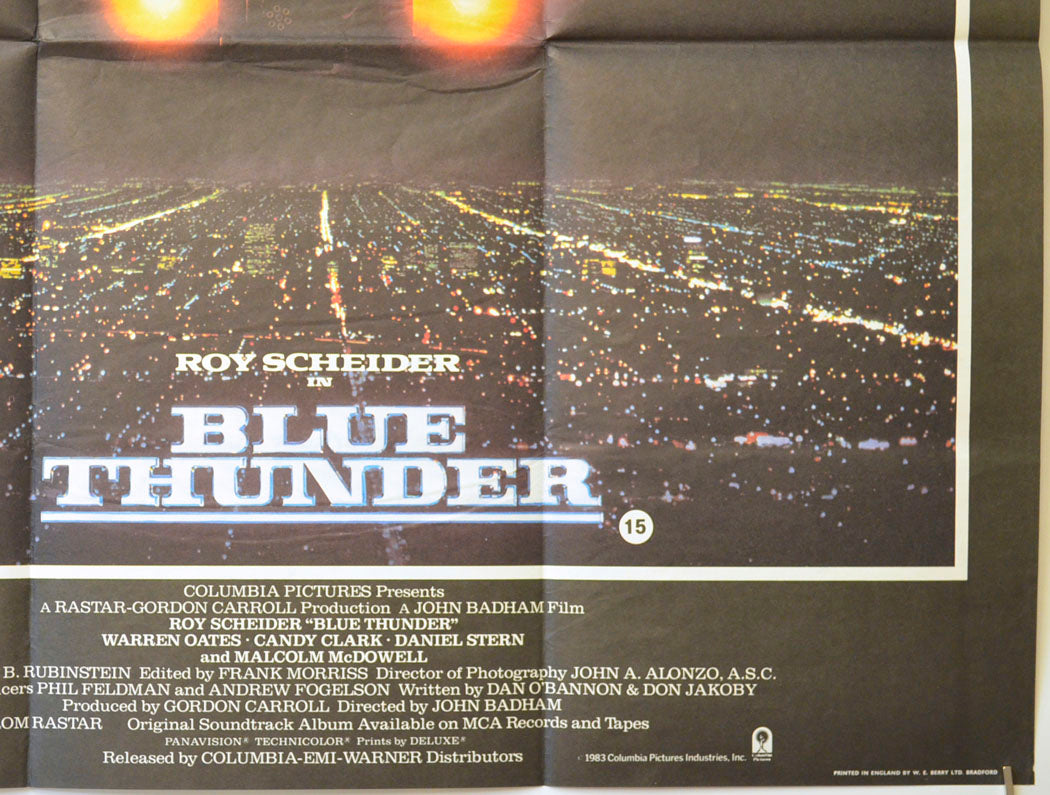 ROY SCHEIDER
IN
BLUE
THUNDER
15
COLUMBIA PICTURES Presents
A RASTAR-GORDON CARROLL Production A JOHN BADHAM Film
ROY SCHEIDER "BLUE THUNDER"
WARREN OATES · CANDY CLARK · DANIEL STERN
and MALCOLM McDOWELL
B. RUBINSTEIN Edited by FRANK MORRISS Director of Photography JOHN A. ALONZO, A.S.C.
cers PHIL FELDMAN and ANDREW FOGELSON Written by DAN O'BANNON & DON JAKOBY
Produced by GORDON CARROLL Directed by JOHN BADHAM
OM RASTAR Original Soundtrack Album Available on MCA Records and Tapes
PANAVISION® TECHNICOLOR® Prints by DELUXE®
Released by COLUMBIA-EMI-WARNER Distributors
© 1983 Columbia Pictures Industries, Inc.
Columbia
Pictures
PRINTED IN ENGLAND BY W. E. BERRY LTD. BRADFORD